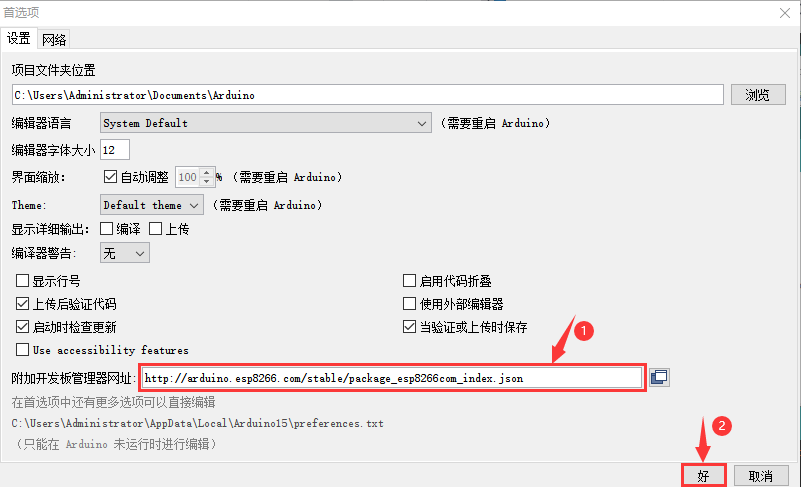 首选项
设置 网络
项目文件夹位置
C:\Users\Administrator\Documents\Arduino 浏览
编辑器语言 System Default (需要重启 Arduino)
编辑器字体大小 12
界面缩放: 自动调整 100 % (需要重启 Arduino)
Theme: Default theme (需要重启 Arduino)
显示详细输出: 编译 上传
编译器警告: 无
显示行号 启用代码折叠
上传后验证代码 使用外部编辑器
启动时检查更新 当验证或上传时保存
1
Use accessibility features
附加开发板管理器网址: http://arduino.esp8266.com/stable/package_esp8266com_index.json
在首选项中还有更多选项可以直接编辑
C:\Users\Administrator\AppData\Local\Arduino15\preferences.txt
(只能在 Arduino 未运行时进行编辑)
2
好 取消